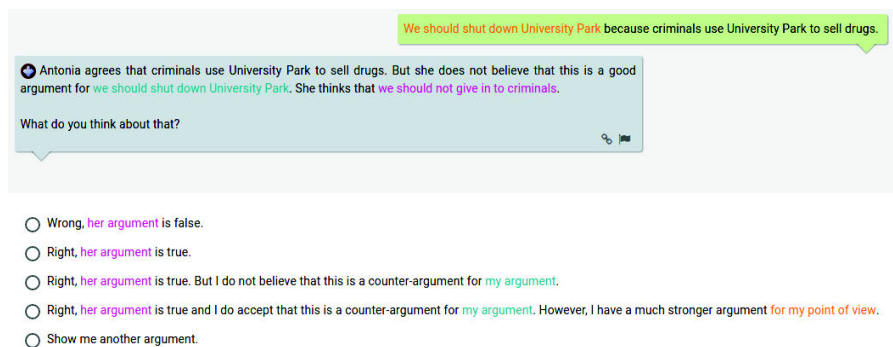 We should shut down University Park because criminals use University Park to sell drugs.
Antonia agrees that criminals use University Park to sell drugs. But she does not believe that this is a good
argument for we should shut down University Park. She thinks that we should not give in to criminals.
What do you think about that?
Wrong, her argument is false.
Right, her argument is true.
Right, her argument is true. But I do not believe that this is a counter-argument for my argument.
Right, her argument is true and I do accept that this is a counter-argument for my argument. However, I have a much stronger argument for my point of view.
Show me another argument.